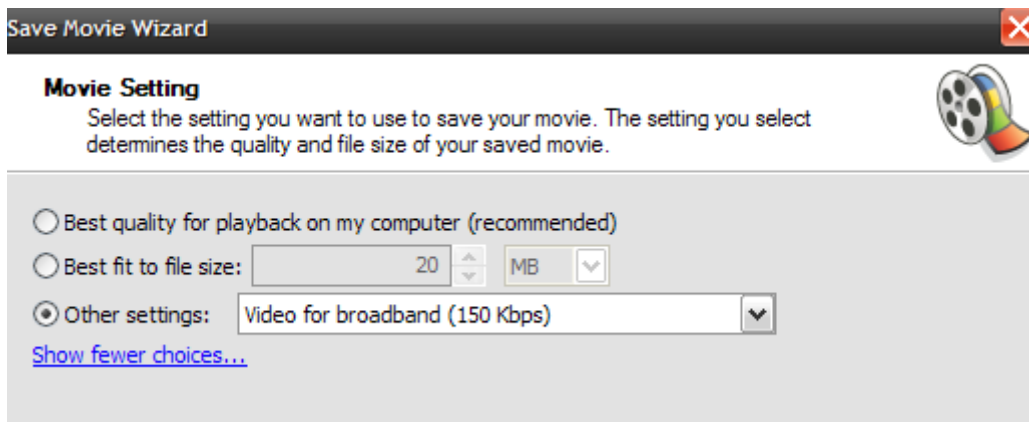 Save Movie Wizard
Movie Setting
Select the setting you want to use to save your movie. The setting you select
determines the quality and file size of your saved movie.
Best quality for playback on my computer (recommended)
Best fit to file size: 20 MB
Other settings: Video for broadband (150 Kbps)
Show fewer choices...